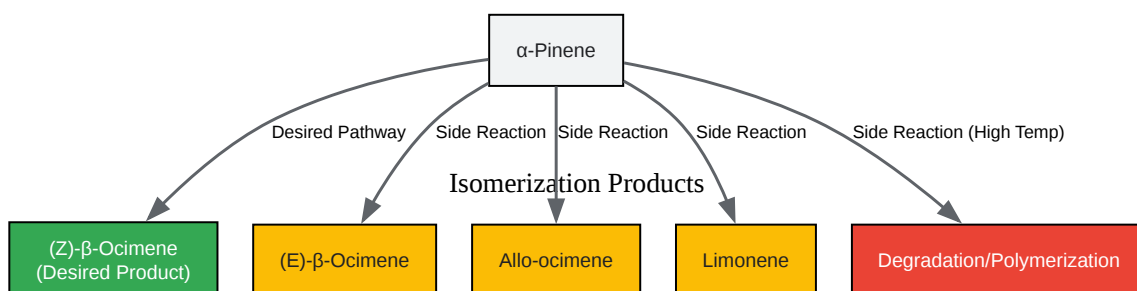 α-Pinene
Desired Pathway
Side Reaction
Side Reaction
Side Reaction
Side Reaction (High Temp)
Isomerization Products
(Z)-β-Ocimene
(Desired Product)
(E)-β-Ocimene
Allo-ocimene
Limonene
Degradation/Polymerization